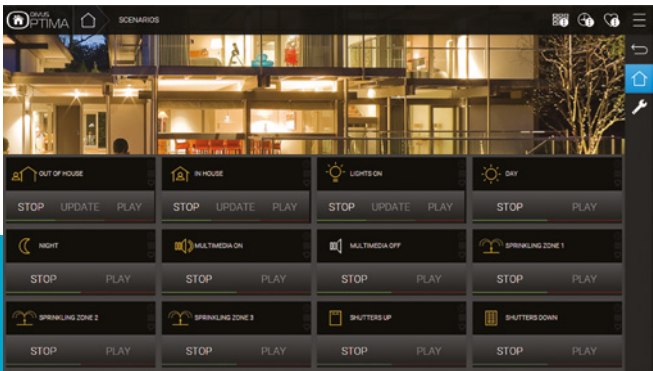 DIVUS
OPTIMA SCENARIOS
OUT OF HOUSE IN HOUSE LIGHTS ON DAY
STOP UPDATE PLAY STOP UPDATE PLAY STOP UPDATE PLAY STOP PLAY
NIGHT MULTIMEDIA ON MULTIMEDIA OFF SPRINKLING ZONE 1
STOP PLAY STOP PLAY STOP PLAY STOP PLAY
SPRINKLING ZONE 2 SPRINKLING ZONE 3 SHUTTERS UP SHUTTERS DOWN
STOP PLAY STOP PLAY STOP PLAY STOP PLAY